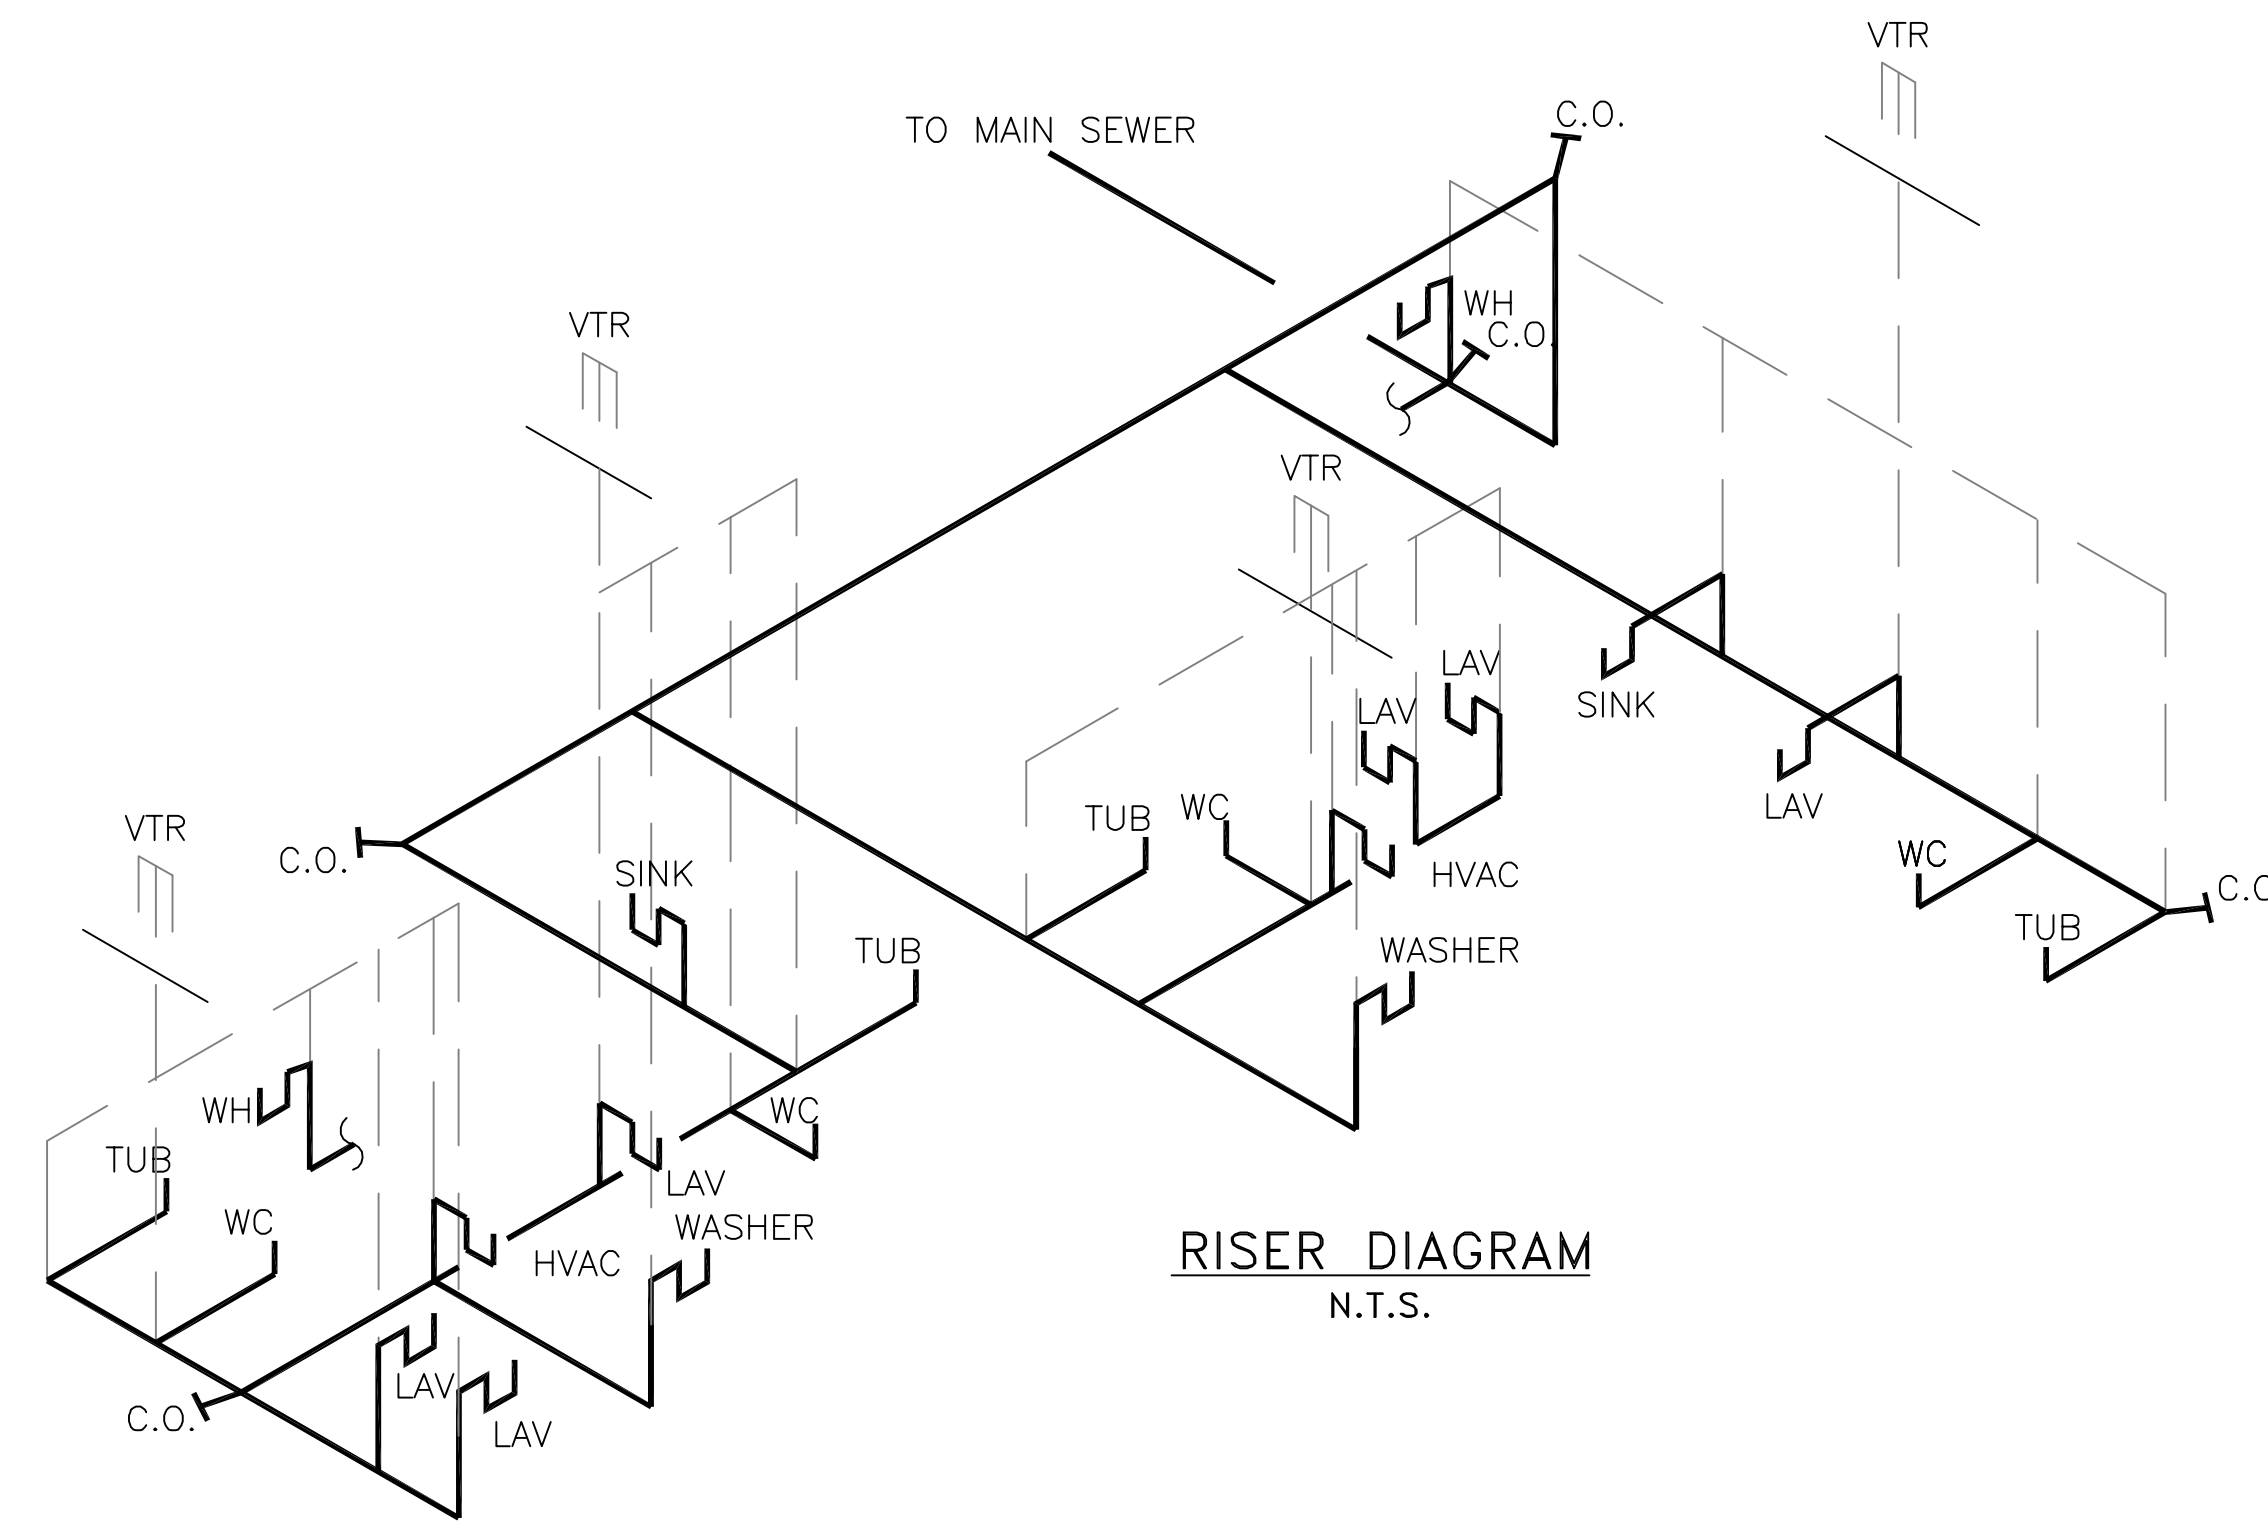 VTR
C.O.
TO MAIN SEWER
WH
C.O.
VTR
VTR
LAV
LAV
SINK
LAV
TUB
WC
VTR
C.O.
SINK
HVAC
WC
C.O
TUB
TUB
WASHER
WH
WC
TUB
LAV
WC
WASHER
HVAC
RISER DIAGRAM
N.T.S.
LAV
C.O.
LAV